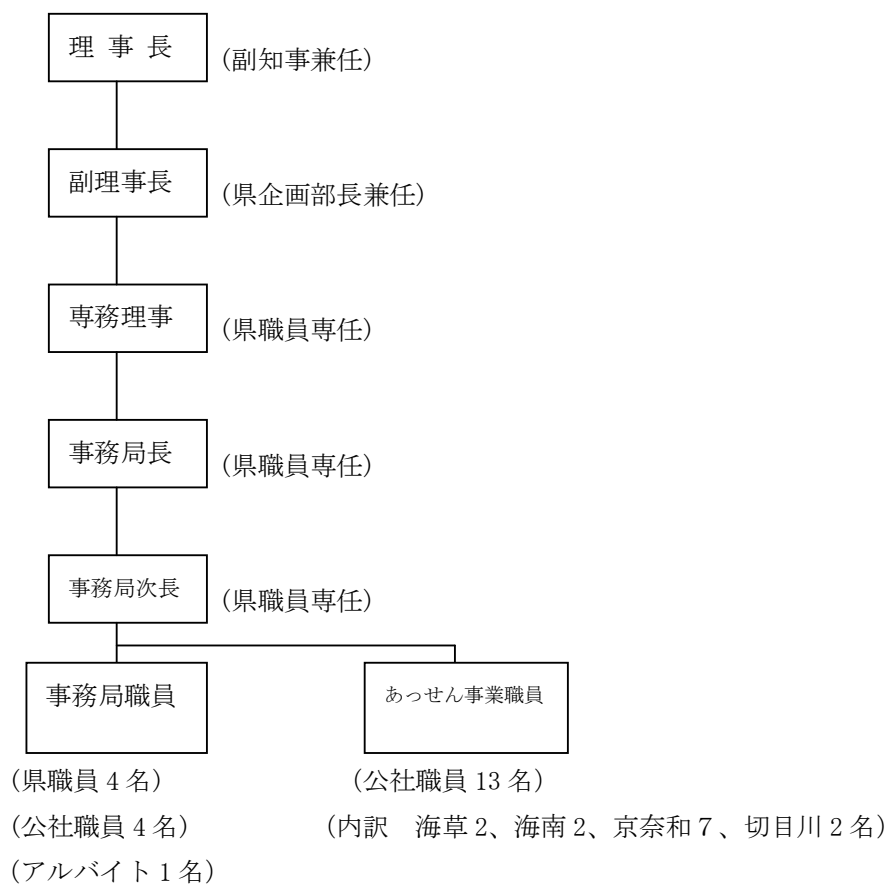 理 事 長
(副知事兼任)
副理事長
(県企画部長兼任)
専務理事
(県職員専任)
事務局長
(県職員専任)
事務局次長
(県職員専任)
事務局職員
あっせん事業職員
(県職員 4 名)
(公社職員 13 名)
(公社職員 4 名)
(内訳　海草 2、海南 2、京奈和７、切目川 2 名)
(アルバイト 1 名)